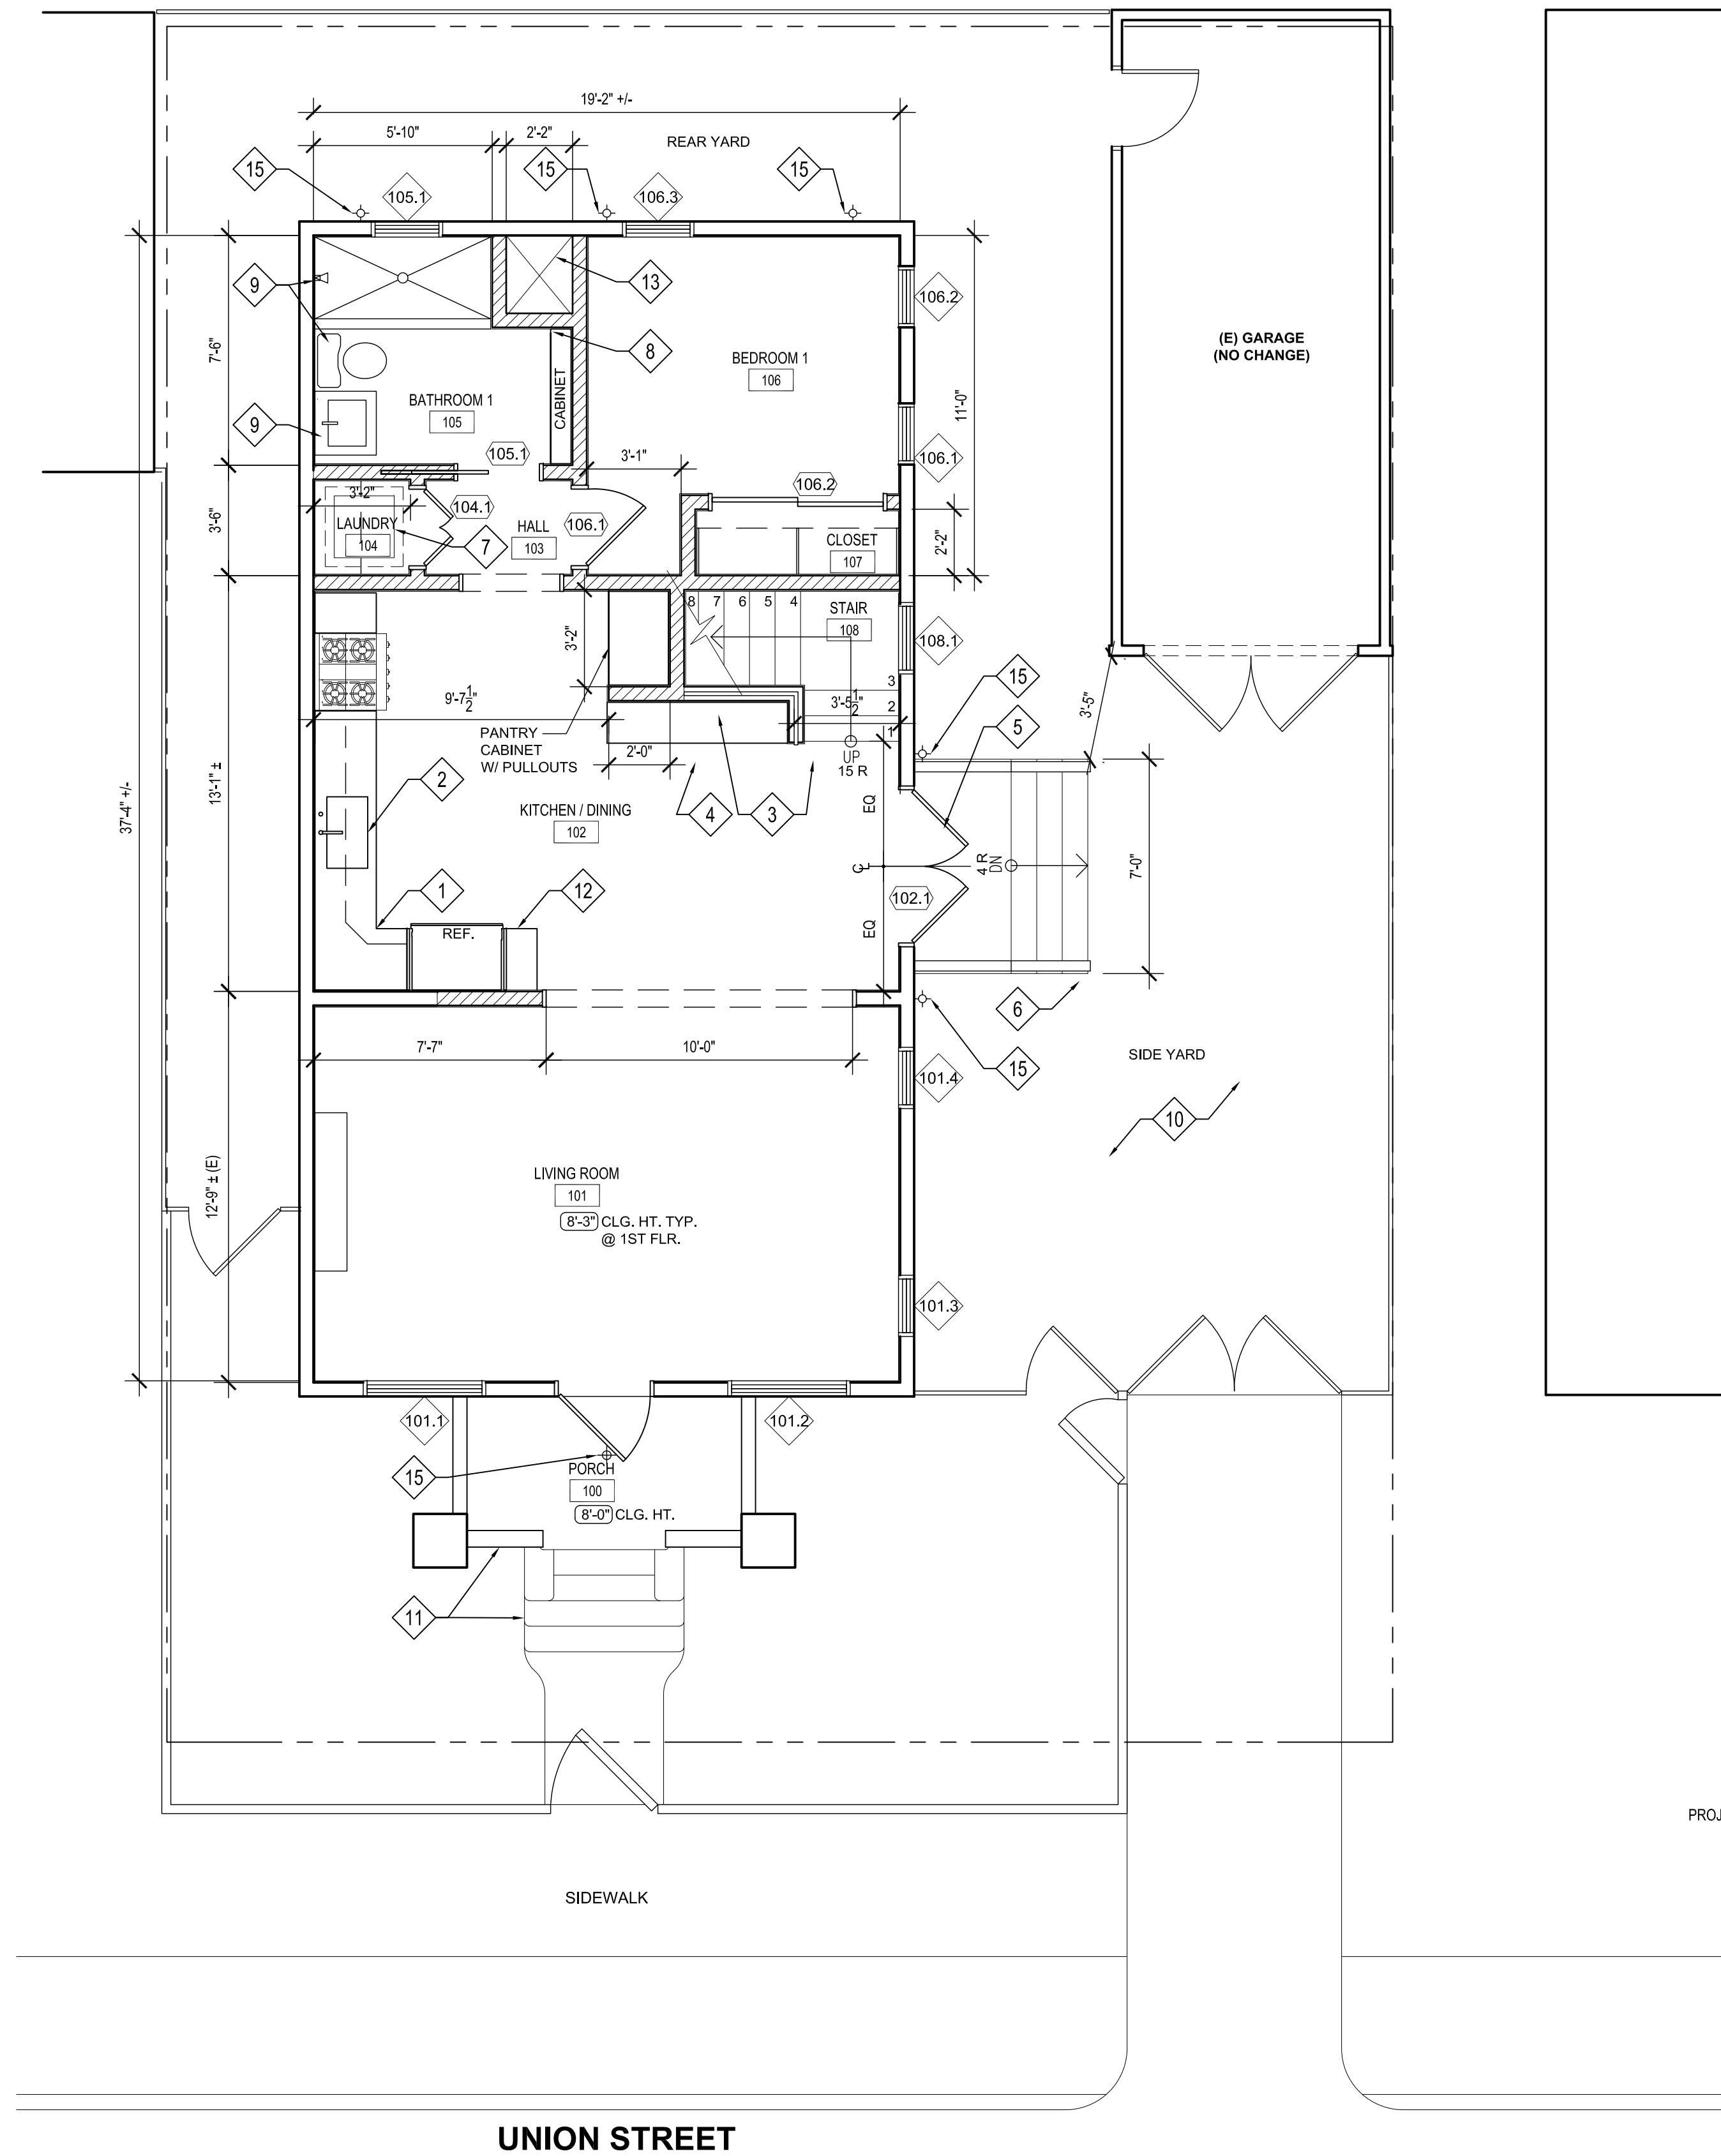 19'-2" +/-
5'-10"
2'-2"
REAR YARD
15
15
15
105.1
106.3
9
13
106.2
(E) GARAGE
(NO CHANGE)
7'-6"
8
BEDROOM 1
106
CABINET
BATHROOM 1
105
11'-0"
9
105.1
3'-1"
106.1
106.2
3'-2"
104.1
LAUNDRY
104
HALL
103
106.1
7
3'-6"
CLOSET
107
2'-2"
8 7 6 5 4
STAIR
108
108.1
3'-2"
15
3
9'-7 1/2"
3'-5 1/2"
2
1
5
3'-5"
PANTRY
CABINET
W/ PULLOUTS
2'-0"
UP
15 R
37'-4" +/-
13'-1" ±
2
4
3
EQ
KITCHEN / DINING
102
CL
4 R
DN
7'-0"
1
12
102.1
REF.
EQ
6
7'-7"
10'-0"
SIDE YARD
15
101.4
10
12'-9" ± (E)
LIVING ROOM
101
8'-3" CLG. HT. TYP.
@ 1ST FLR.
101.3
101.1
101.2
15
PORCH
100
8'-0" CLG. HT.
11
PROJ
SIDEWALK
UNION STREET